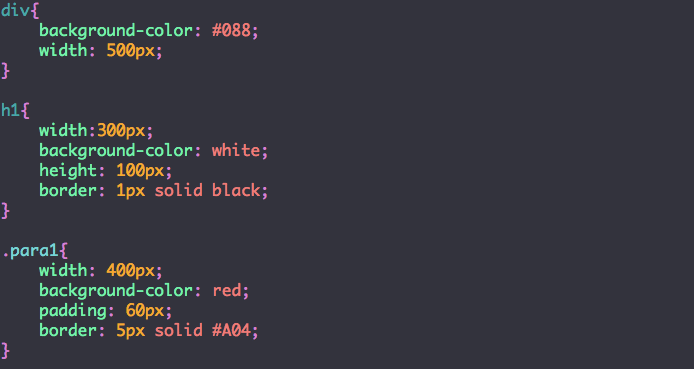 div{
    background-color: #088;
    width: 500px;
}

h1{
    width:300px;
    background-color: white;
    height: 100px;
    border: 1px solid black;
}

.para1{
    width: 400px;
    background-color: red;
    padding: 60px;
    border: 5px solid #A04;
}